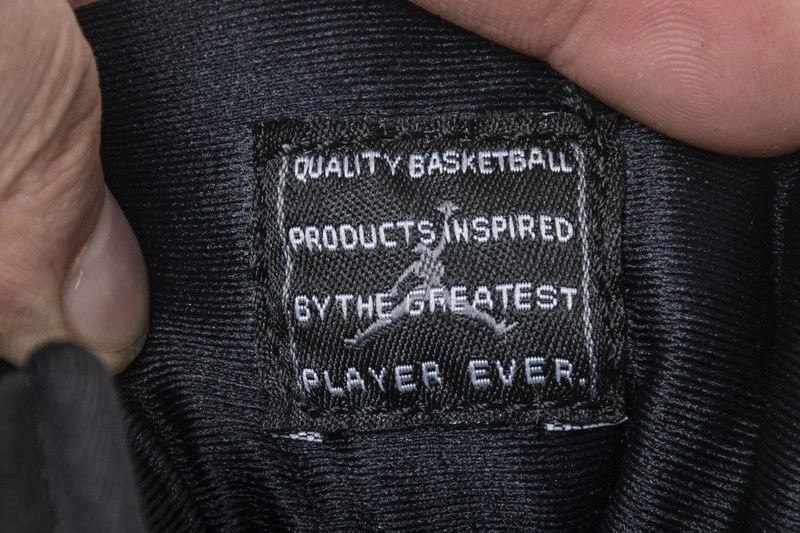 QUALITY BASKETBALL
PRODUCTS INSPIRED
BY THE GREATEST
PLAYER EVER.